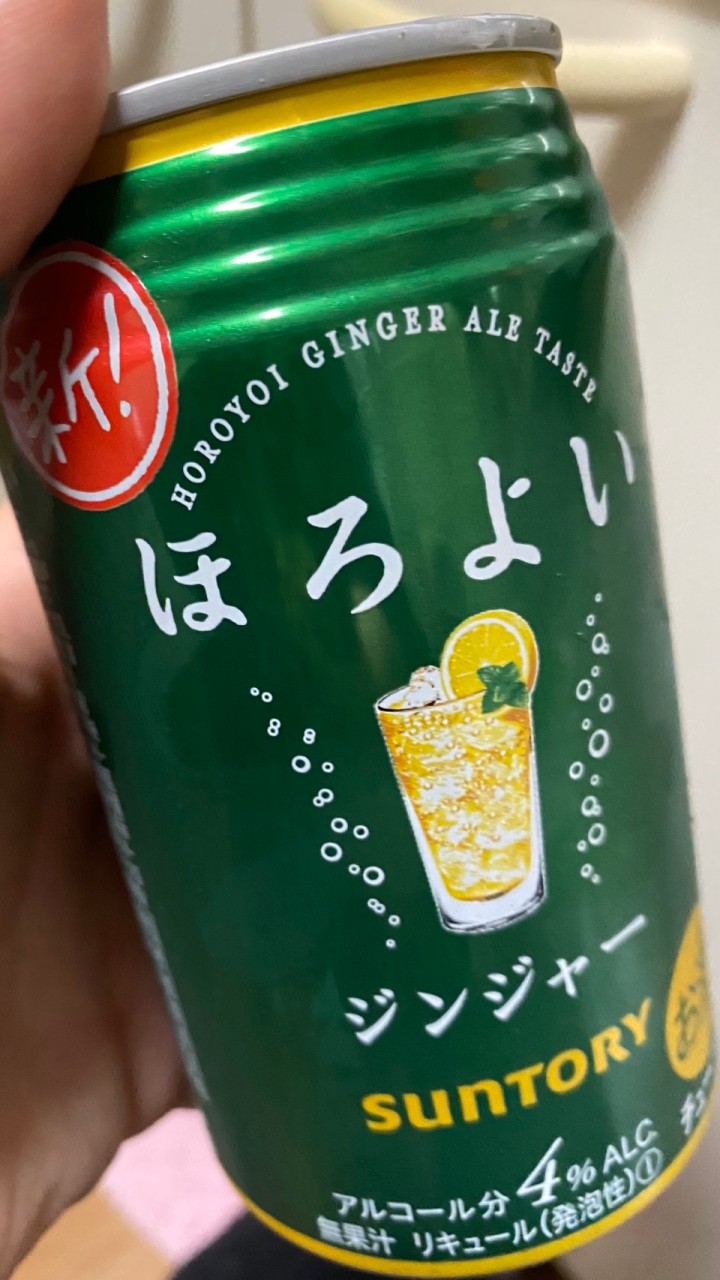 新!
HOROYOI GINGER ALE TASTE
ほろよい
ジンジャー
SUNTORY
アルコール分4%ALC.
無果汁 リキュール(発泡性)①